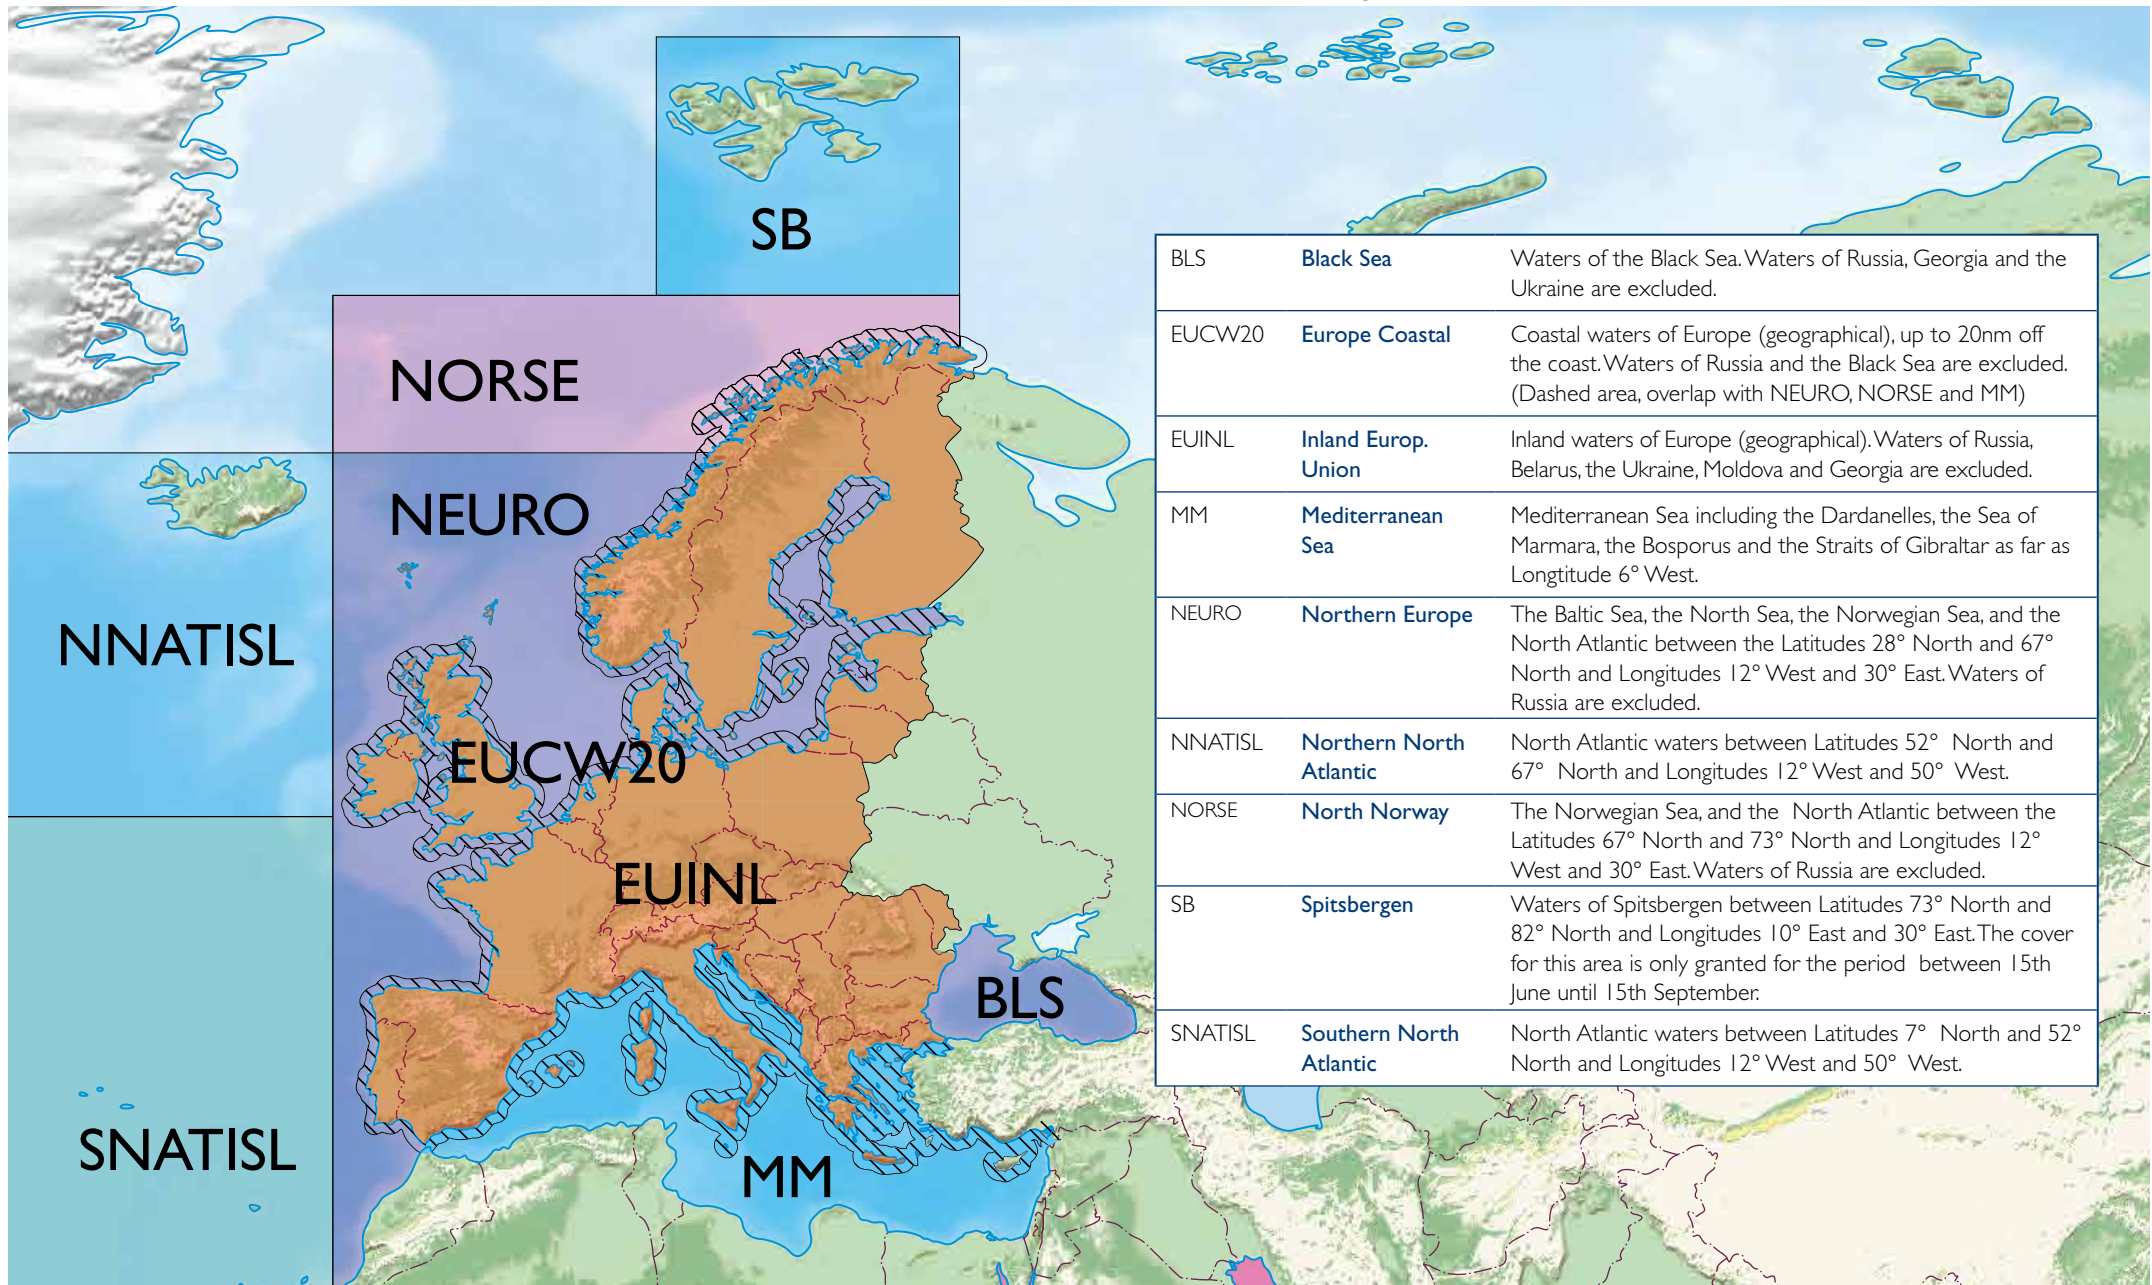 SB
NORSE
NEURO
NNATISL
EUCW20
EUINL
BLS
SNATISL
MM
BLS Black Sea Waters of the Black Sea. Waters of Russia, Georgia and the
Ukraine are excluded.
EUCW20 Europe Coastal Coastal waters of Europe (geographical), up to 20nm off
the coast. Waters of Russia and the Black Sea are excluded.
(Dashed area, overlap with NEURO, NORSE and MM)
EUINL Inland Europ. Inland waters of Europe (geographical). Waters of Russia,
Union Belarus, the Ukraine, Moldova and Georgia are excluded.
MM Mediterranean Mediterranean Sea including the Dardanelles, the Sea of
Sea Marmara, the Bosporus and the Straits of Gibraltar as far as
Longtitude 6° West.
NEURO Northern Europe The Baltic Sea, the North Sea, the Norwegian Sea, and the
North Atlantic between the Latitudes 28° North and 67°
North and Longitudes 12° West and 30° East. Waters of
Russia are excluded.
NNATISL Northern North North Atlantic waters between Latitudes 52° North and
Atlantic 67° North and Longitudes 12° West and 50° West.
NORSE North Norway The Norwegian Sea, and the North Atlantic between the
Latitudes 67° North and 73° North and Longitudes 12°
West and 30° East. Waters of Russia are excluded.
SB Spitsbergen Waters of Spitsbergen between Latitudes 73° North and
82° North and Longitudes 10° East and 30° East. The cover
for this area is only granted for the period between 15th
June until 15th September.
SNATISL Southern North North Atlantic waters between Latitudes 7° North and 52°
Atlantic North and Longitudes 12° West and 50° West.